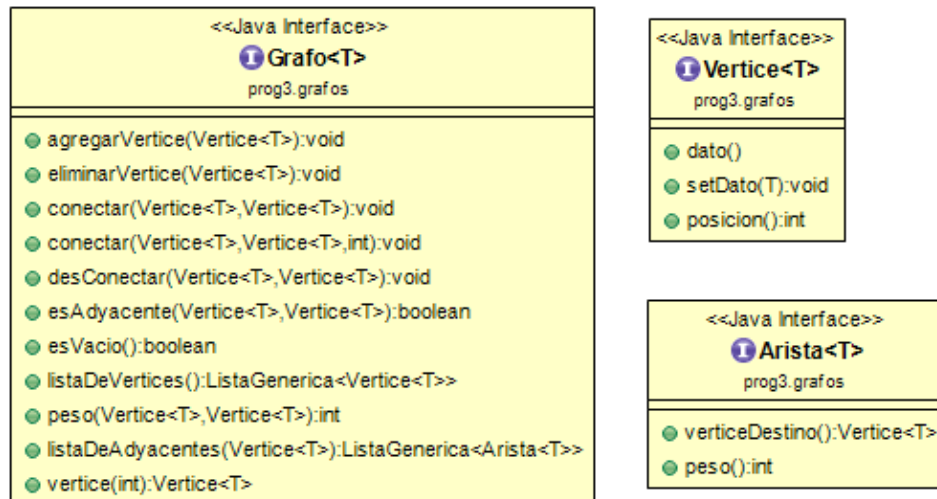 <<Java Interface>>
I Grafo<T>
prog3.grafos
agregarVertice(Vertice<T>):void
eliminarVertice(Vertice<T>):void
conectar(Vertice<T>,Vertice<T>):void
conectar(Vertice<T>,Vertice<T>,int):void
desConectar(Vertice<T>,Vertice<T>):void
esAdyacente(Vertice<T>,Vertice<T>):boolean
esVacio():boolean
listaDeVertices():ListaGenerica<Vertice<T>>
peso(Vertice<T>,Vertice<T>):int
listaDeAdyacentes(Vertice<T>):ListaGenerica<Arista<T>>
vertice(int):Vertice<T>
<<Java Interface>>
I Vertice<T>
prog3.grafos
dato()
setDato(T):void
posicion():int
<<Java Interface>>
I Arista<T>
prog3.grafos
verticeDestino():Vertice<T>
peso():int